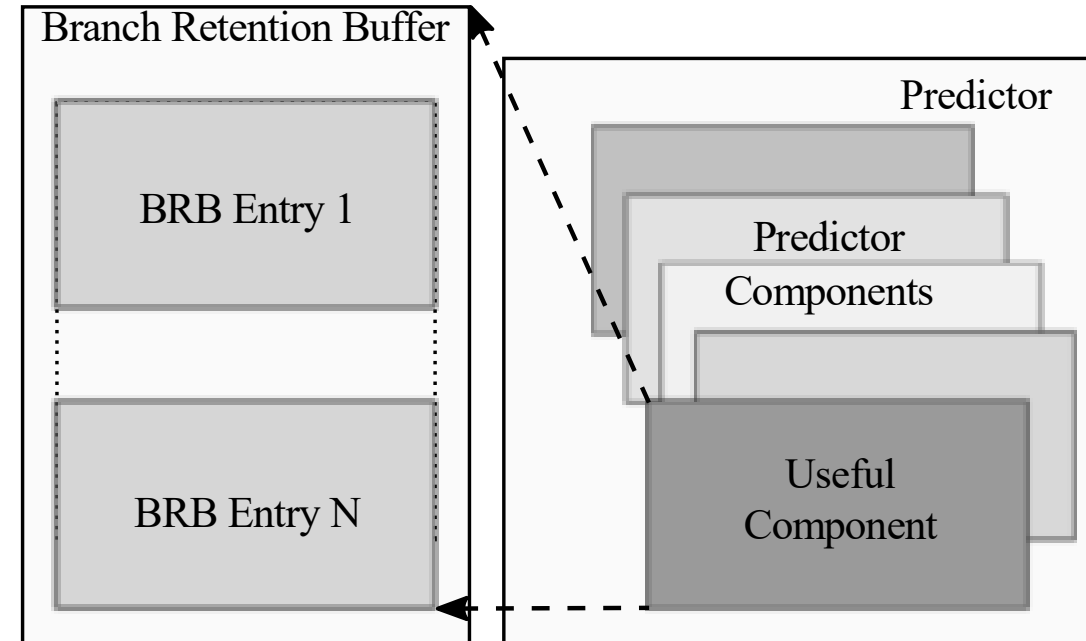 Branch Retention Buffer
BRB Entry 1
BRB Entry N
Predictor
Predictor
Components
Useful
Component